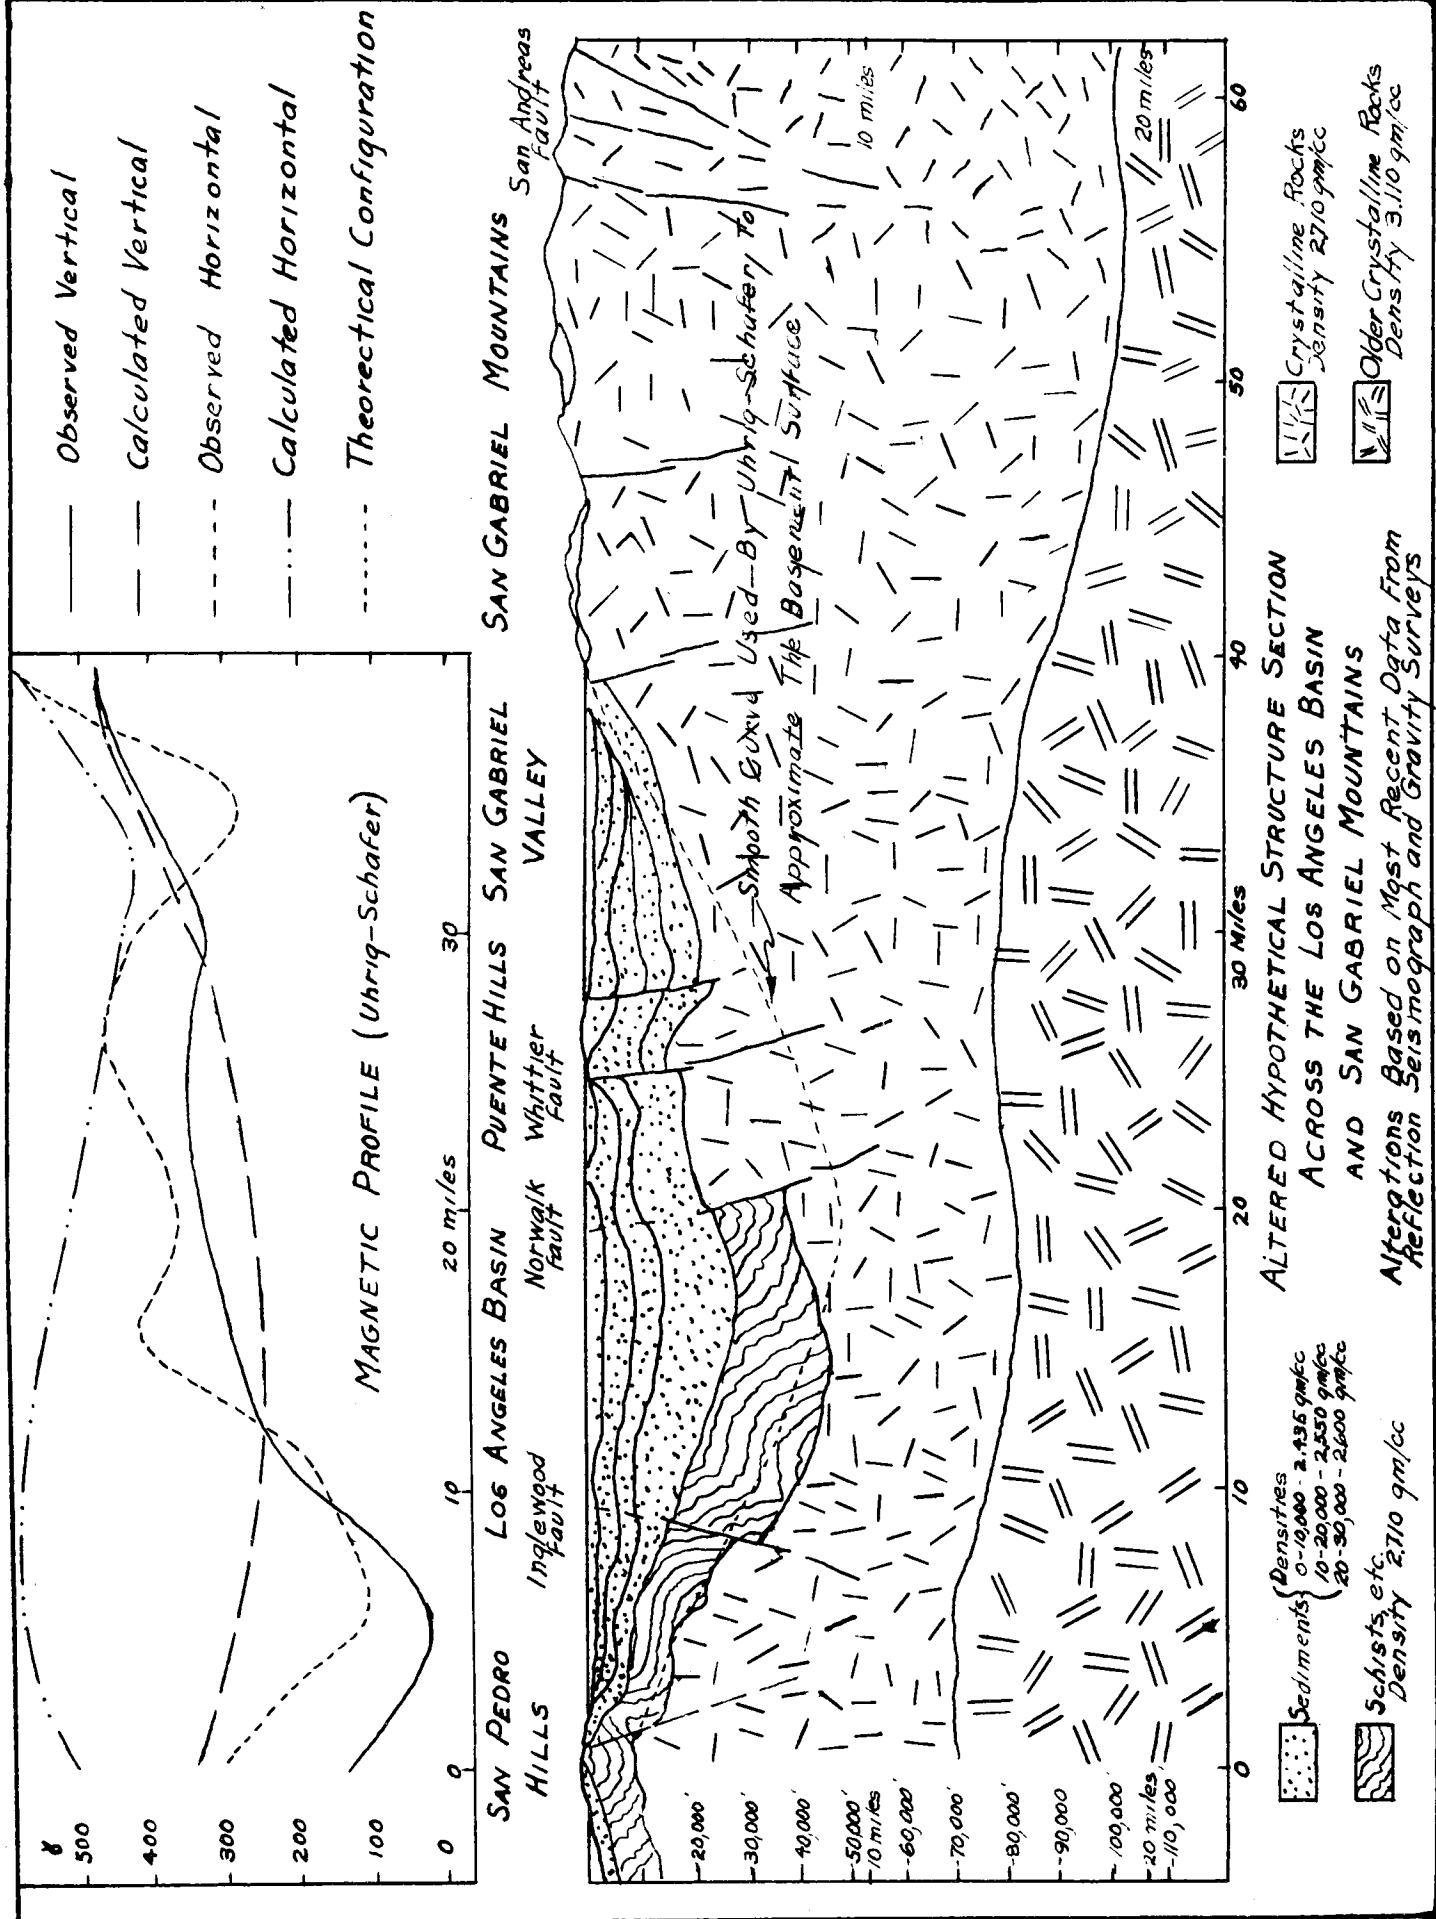 Observed Vertical
Calculated Vertical
Observed Horizontal
Calculated Horizontal
Theorectical Configuration
γ
500
400
300
200
100
0
MAGNETIC PROFILE (Uhrig-Schafer)
0
10
20 miles
30
SAN PEDRO
HILLS
LOS ANGELES BASIN
PUENTE HILLS
SAN GABRIEL
VALLEY
SAN GABRIEL MOUNTAINS
Inglewood
Fault
Norwalk
Fault
Whittier
Fault
San Andreas
Fault
Smooth Curve Used By Uhrig-Schafer, To
Approximate The Basement Surface
10 miles
20 miles
-20,000'
-30,000'
-40,000'
-50,000'
10 miles
-60,000'
-70,000'
-80,000'
-90,000
-100,000'
-20 miles
-110,000'
0
10
20
30 Miles
40
50
60
ALTERED HYPOTHETICAL STRUCTURE SECTION
ACROSS THE LOS ANGELES BASIN
AND SAN GABRIEL MOUNTAINS
Alterations Based on Most Recent Data From
Reflection Seismograph and Gravity Surveys
Sediments
(Densities
0-10,000 - 2.435 gm/cc
10-20,000 - 2.550 gm/cc
20-30,000 - 2.600 gm/cc
Schists, etc.
Density 2.710 gm/cc
Crystalline Rocks
Density 2.710 gm/cc
Older Crystalline Rocks
Density 3.110 gm/cc